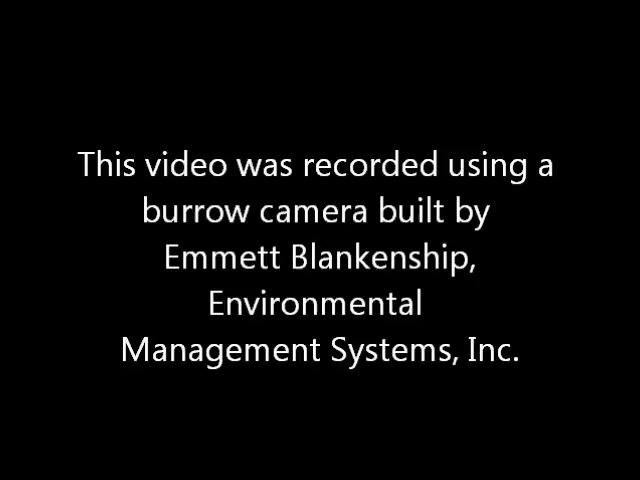 This video was recorded using a
burrow camera built by
Emmett Blankenship,
Environmental
Management Systems, Inc.